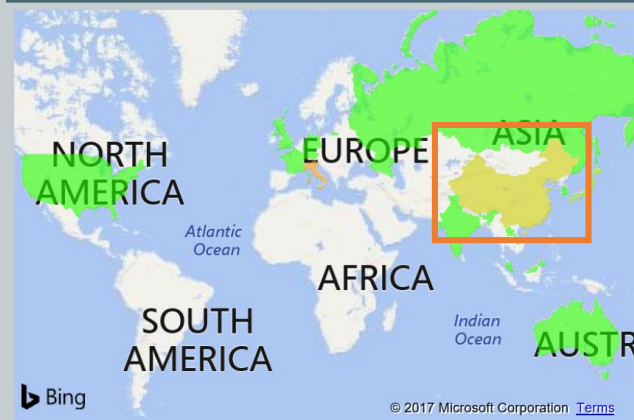 ASIA
NORTH
AMERICA
EUROPE
Atlantic
Ocean
AFRICA
SOUTH
AMERICA
Indian
Ocean
AUSTR
Bing
© 2017 Microsoft Corporation Terms